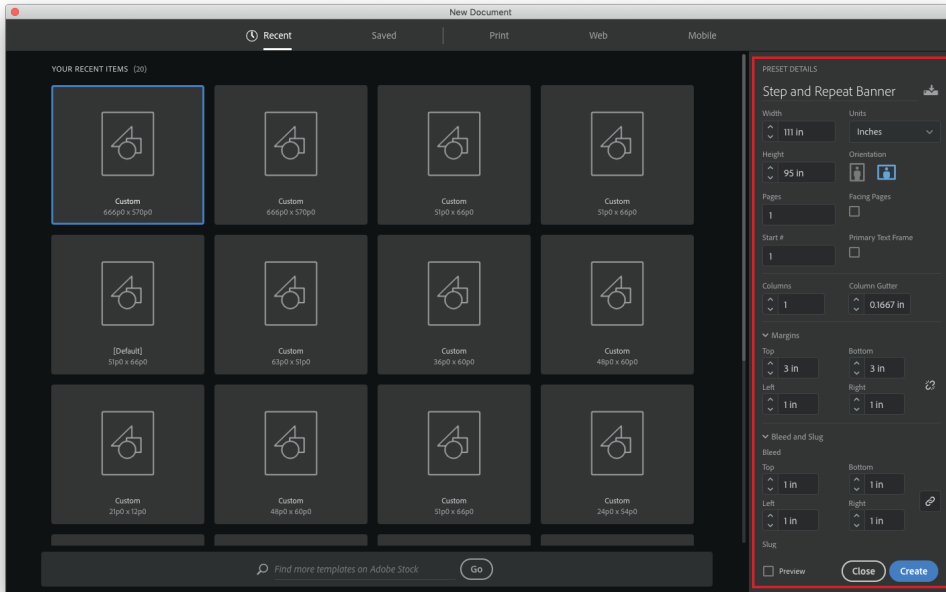 New Document
Recent Saved Print Web Mobile
YOUR RECENT ITEMS (20)
Custom
666p0 x 570p0
Custom
666p0 x 570p0
Custom
51p0 x 66p0
Custom
51p0 x 66p0
[Default]
51p0 x 66p0
Custom
63p0 x 51p0
Custom
36p0 x 60p0
Custom
48p0 x 60p0
Custom
21p0 x 12p0
Custom
48p0 x 60p0
Custom
51p0 x 66p0
Custom
24p0 x 54p0
Find more templates on Adobe Stock Go
PRESET DETAILS
Step and Repeat Banner
Width Units
111 in Inches
Height Orientation
95 in
Pages Facing Pages
1
Start # Primary Text Frame
1
Columns Column Gutter
1 0.1667 in
Margins
Top Bottom
3 in 3 in
Left Right
1 in 1 in
Bleed and Slug
Bleed
Top Bottom
1 in 1 in
Left Right
1 in 1 in
Slug
Preview Close Create